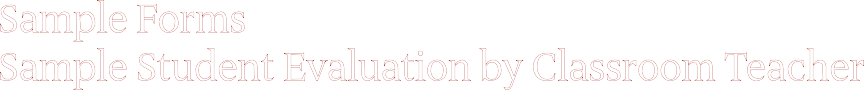 Sample Forms
Sample Student Evaluation by Classroom Teacher